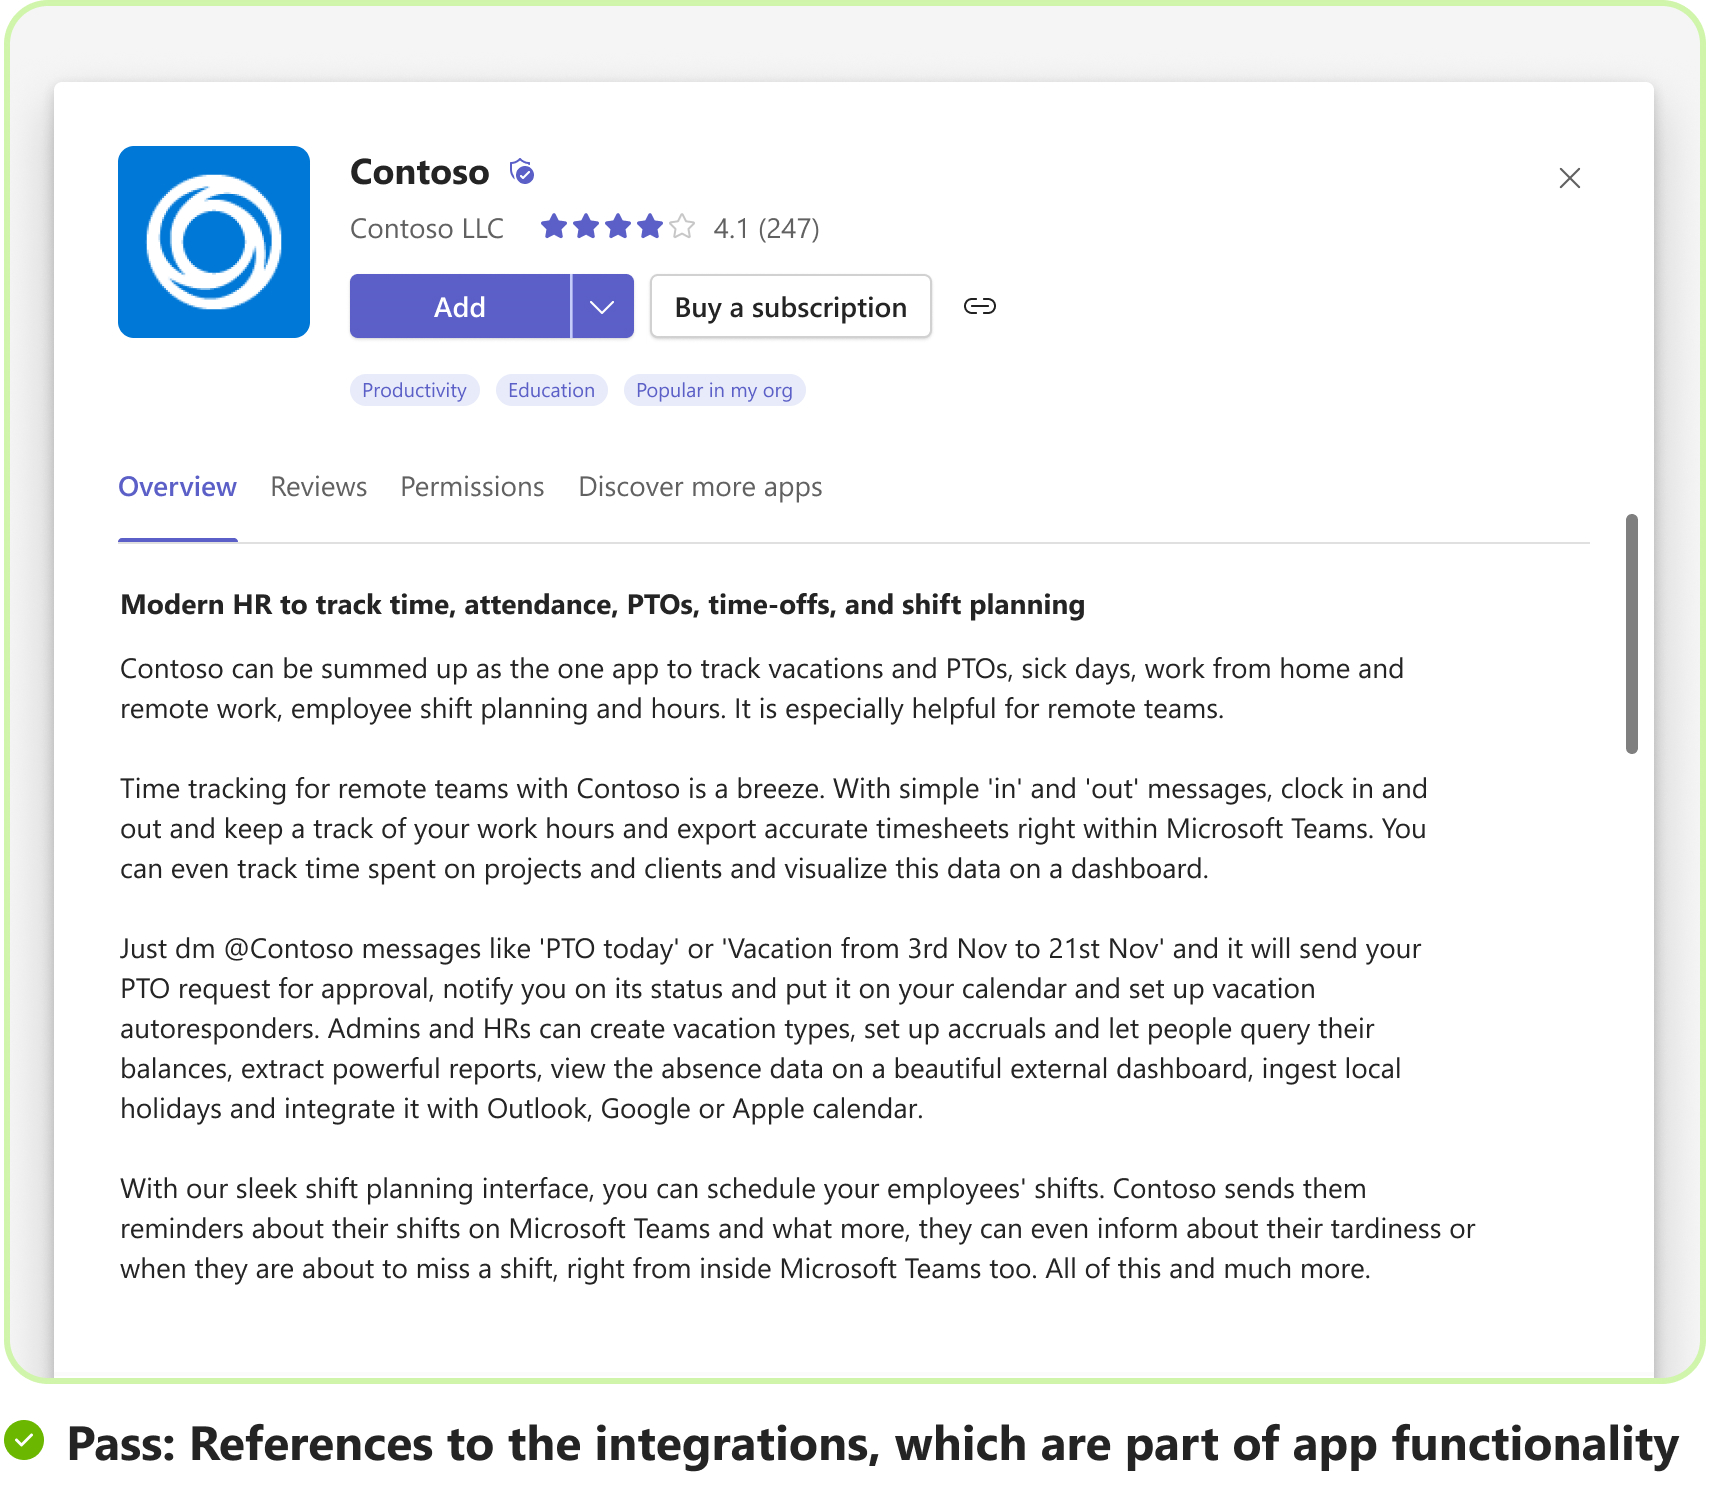 Contoso
Contoso LLC 4.1 (247)
Add Buy a subscription
Productivity Education Popular in my org
Overview Reviews Permissions Discover more apps
Modern HR to track time, attendance, PTOs, time-offs, and shift planning
Contoso can be summed up as the one app to track vacations and PTOs, sick days, work from home and
remote work, employee shift planning and hours. It is especially helpful for remote teams.
Time tracking for remote teams with Contoso is a breeze. With simple 'in' and 'out' messages, clock in and
out and keep a track of your work hours and export accurate timesheets right within Microsoft Teams. You
can even track time spent on projects and clients and visualize this data on a dashboard.
Just dm @Contoso messages like 'PTO today' or 'Vacation from 3rd Nov to 21st Nov' and it will send your
PTO request for approval, notify you on its status and put it on your calendar and set up vacation
autoresponders. Admins and HRs can create vacation types, set up accruals and let people query their
balances, extract powerful reports, view the absence data on a beautiful external dashboard, ingest local
holidays and integrate it with Outlook, Google or Apple calendar.
With our sleek shift planning interface, you can schedule your employees' shifts. Contoso sends them
reminders about their shifts on Microsoft Teams and what more, they can even inform about their tardiness or
when they are about to miss a shift, right from inside Microsoft Teams too. All of this and much more.
Pass: References to the integrations, which are part of app functionality